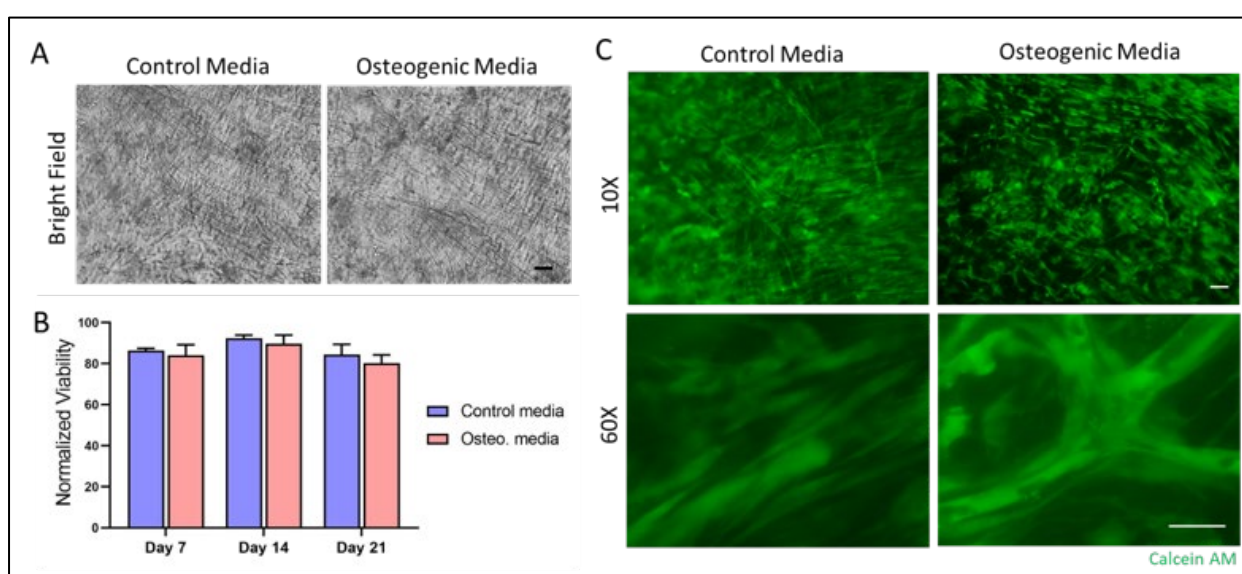 A
Control Media
Osteogenic Media
Bright Field
B
100
80
60
40
20
0
Normalized Viability
Day 7
Day 14
Day 21
Control media
Osteo. media
C
Control Media
Osteogenic Media
10X
60X
Calcein AM